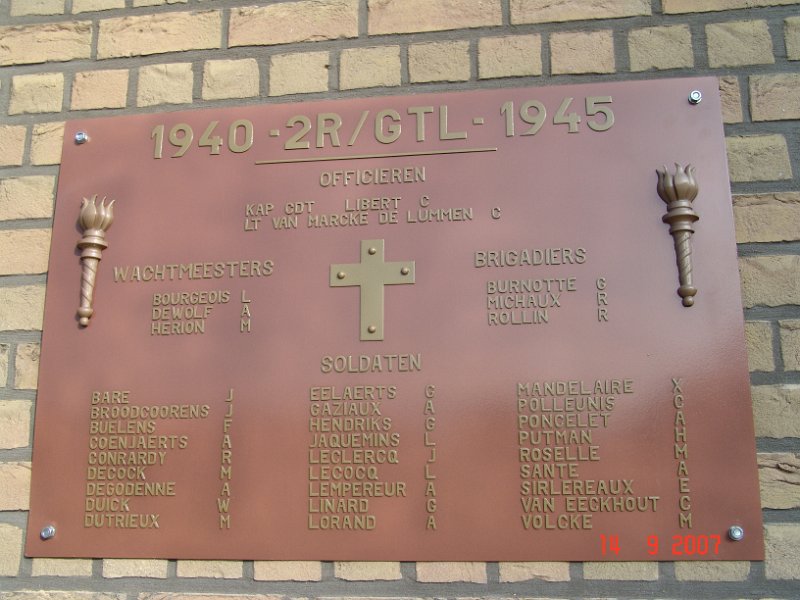 1940 - 2R/GTL - 1945
OFFICIEREN
KAP CDT LIBERT C
LT VAN MARCKE DE LUMMEN C
WACHTMEESTERS
BOURGEOIS L
DEWOLF A
HERION M
BRIGADIERS
BURNOTTE G
MICHAUX R
ROLLIN R
SOLDATEN
BARE J
BROODCOORENS J
BUELENS F
COENJAERTS A
CONRARDY R
DECOCK M
DEGODENNE A
DUICK W
DUTRIEUX M
EELAERTS G
GAZIAUX A
HENDRIKS G
JAQUEMINS L
LECLERCQ J
LECOCQ L
LEMPEREUR A
LINARD G
LORAND A
MANDELAIRE X
POLLEUNIS G
PONCELET A
PUTMAN H
ROSELLE M
SANTE A
SIRLEREAUX E
VAN EECKHOUT C
VOLCKE M
14 9 2007